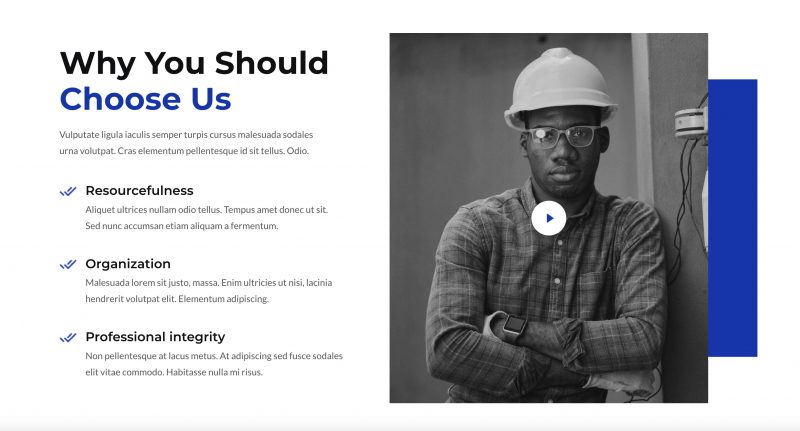 Why You Should
Choose Us
Vulputate ligula iaculis semper turpis cursus malesuada sodales
urna volutpat. Cras elementum pellentesque id sit tellus. Odio.
Resourcefulness
Aliquet ultrices nullam odio tellus. Tempus amet donec ut sit.
Sed nunc accumsan etiam aliquam a fermentum.
Organization
Malesuada lorem sit justo, massa. Enim ultricies ut nisi, lacinia
hendrerit volutpat elit. Elementum adipiscing.
Professional integrity
Non pellentesque at lacus metus. At adipiscing sed fusce sodales
elit vitae commodo. Habitasse nulla mi risus.